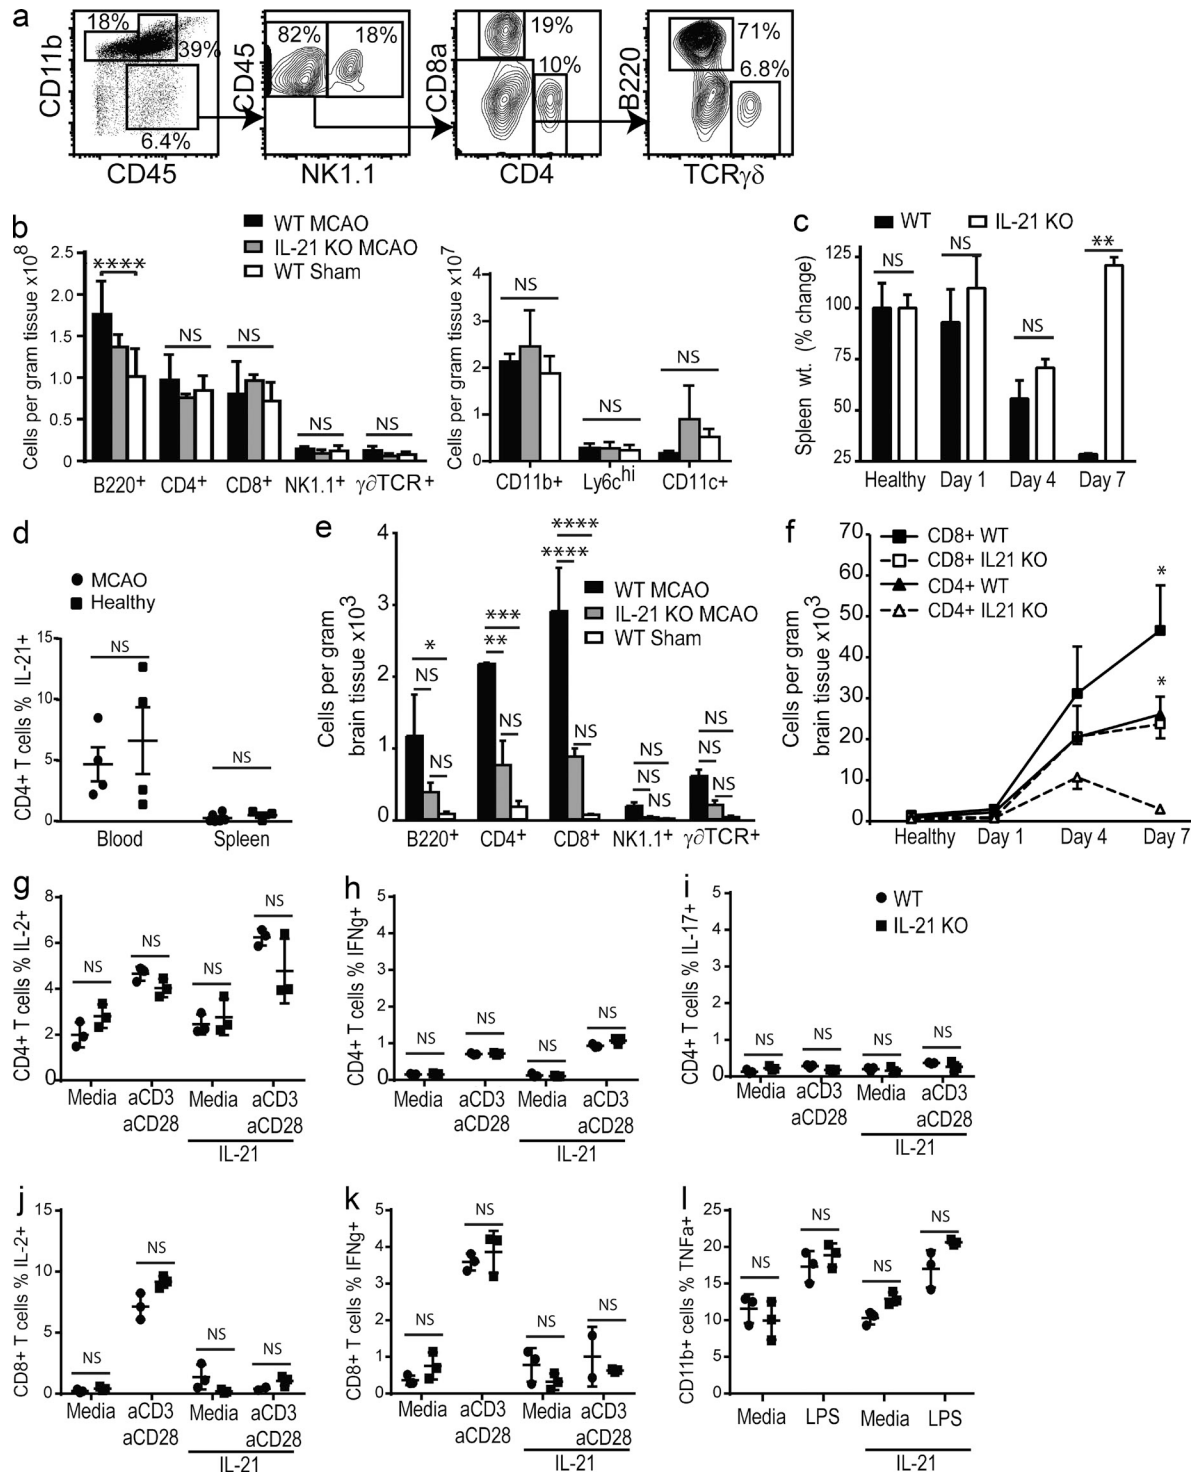 a
CD11b
18%
39%
6.4%
CD45
CD45
82%
18%
NK1.1
CD8a
19%
10%
CD4
B220
71%
6.8%
TCRγδ
b
WT MCAO
IL-21 KO MCAO
WT Sham
Cells per gram tissue x10⁸
2.5
2.0
1.5
1.0
0.5
0
****
NS
NS
NS
NS
B220+ CD4+ CD8+ NK1.1+ γ∂TCR+
Cells per gram tissue x10⁷
4
3
2
1
0
NS
NS
NS
CD11b+ Ly6chi CD11c+
c
WT IL-21 KO
Spleen wt. (% change)
125
100
75
50
25
NS
NS
NS
**
Healthy Day 1 Day 4 Day 7
d
MCAO
Healthy
CD4+ T cells % IL-21+
15
10
5
0
NS
NS
Blood Spleen
e
WT MCAO
IL-21 KO MCAO
WT Sham
Cells per gram
brain tissue x10³
4
3
2
1
0
*
NS
NS
***
**
NS
****
****
NS
NS
NS
NS
NS
NS
NS
B220+ CD4+ CD8+ NK1.1+ γ∂TCR+
f
CD8+ WT
CD8+ IL21 KO
CD4+ WT
CD4+ IL21 KO
Cells per gram
brain tissue x10³
70
60
50
40
30
20
10
0
*
*
Healthy Day 1 Day 4 Day 7
g
CD4+ T cells % IL-2+
8
6
4
2
0
NS
NS
NS
NS
Media aCD3 Media aCD3
aCD28 aCD28
IL-21
h
CD4+ T cells % IFNg+
5
4
3
2
1
0
NS
NS
NS
NS
Media aCD3 Media aCD3
aCD28 aCD28
IL-21
i
WT
IL-21 KO
CD4+ T cells % IL-17+
5
4
3
2
1
0
NS
NS
NS
NS
Media aCD3 Media aCD3
aCD28 aCD28
IL-21
j
CD8+ T cells % IL-2+
15
10
5
0
NS
NS
NS
NS
Media aCD3 Media aCD3
aCD28 aCD28
IL-21
k
CD8+ T cells % IFNg+
5
4
3
2
1
0
NS
NS
NS
NS
Media aCD3 Media aCD3
aCD28 aCD28
IL-21
l
CD11b+ cells % TNFa+
25
20
15
10
5
0
NS
NS
NS
NS
Media LPS Media LPS
IL-21